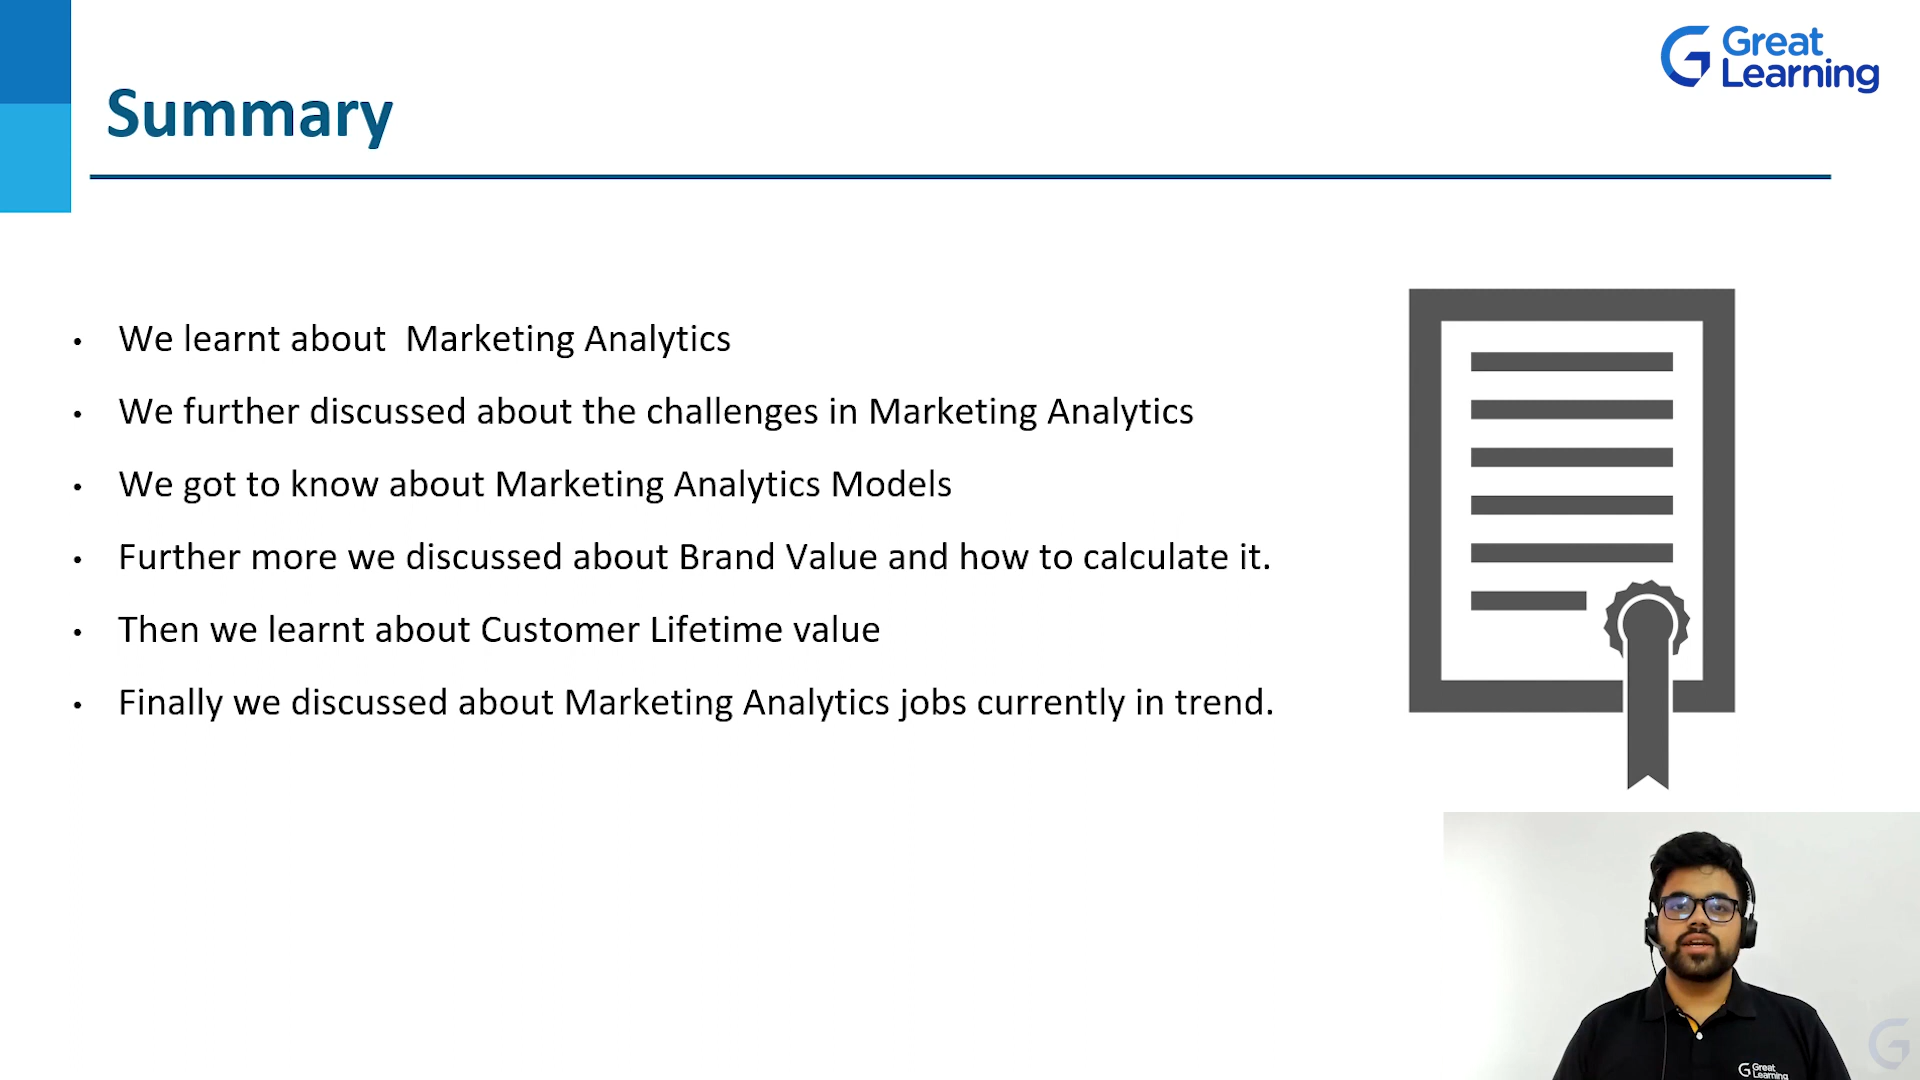 Great
Learning
Summary
• We learnt about  Marketing Analytics
• We further discussed about the challenges in Marketing Analytics
• We got to know about Marketing Analytics Models
• Further more we discussed about Brand Value and how to calculate it.
• Then we learnt about Customer Lifetime value
• Finally we discussed about Marketing Analytics jobs currently in trend.
Great
Learning